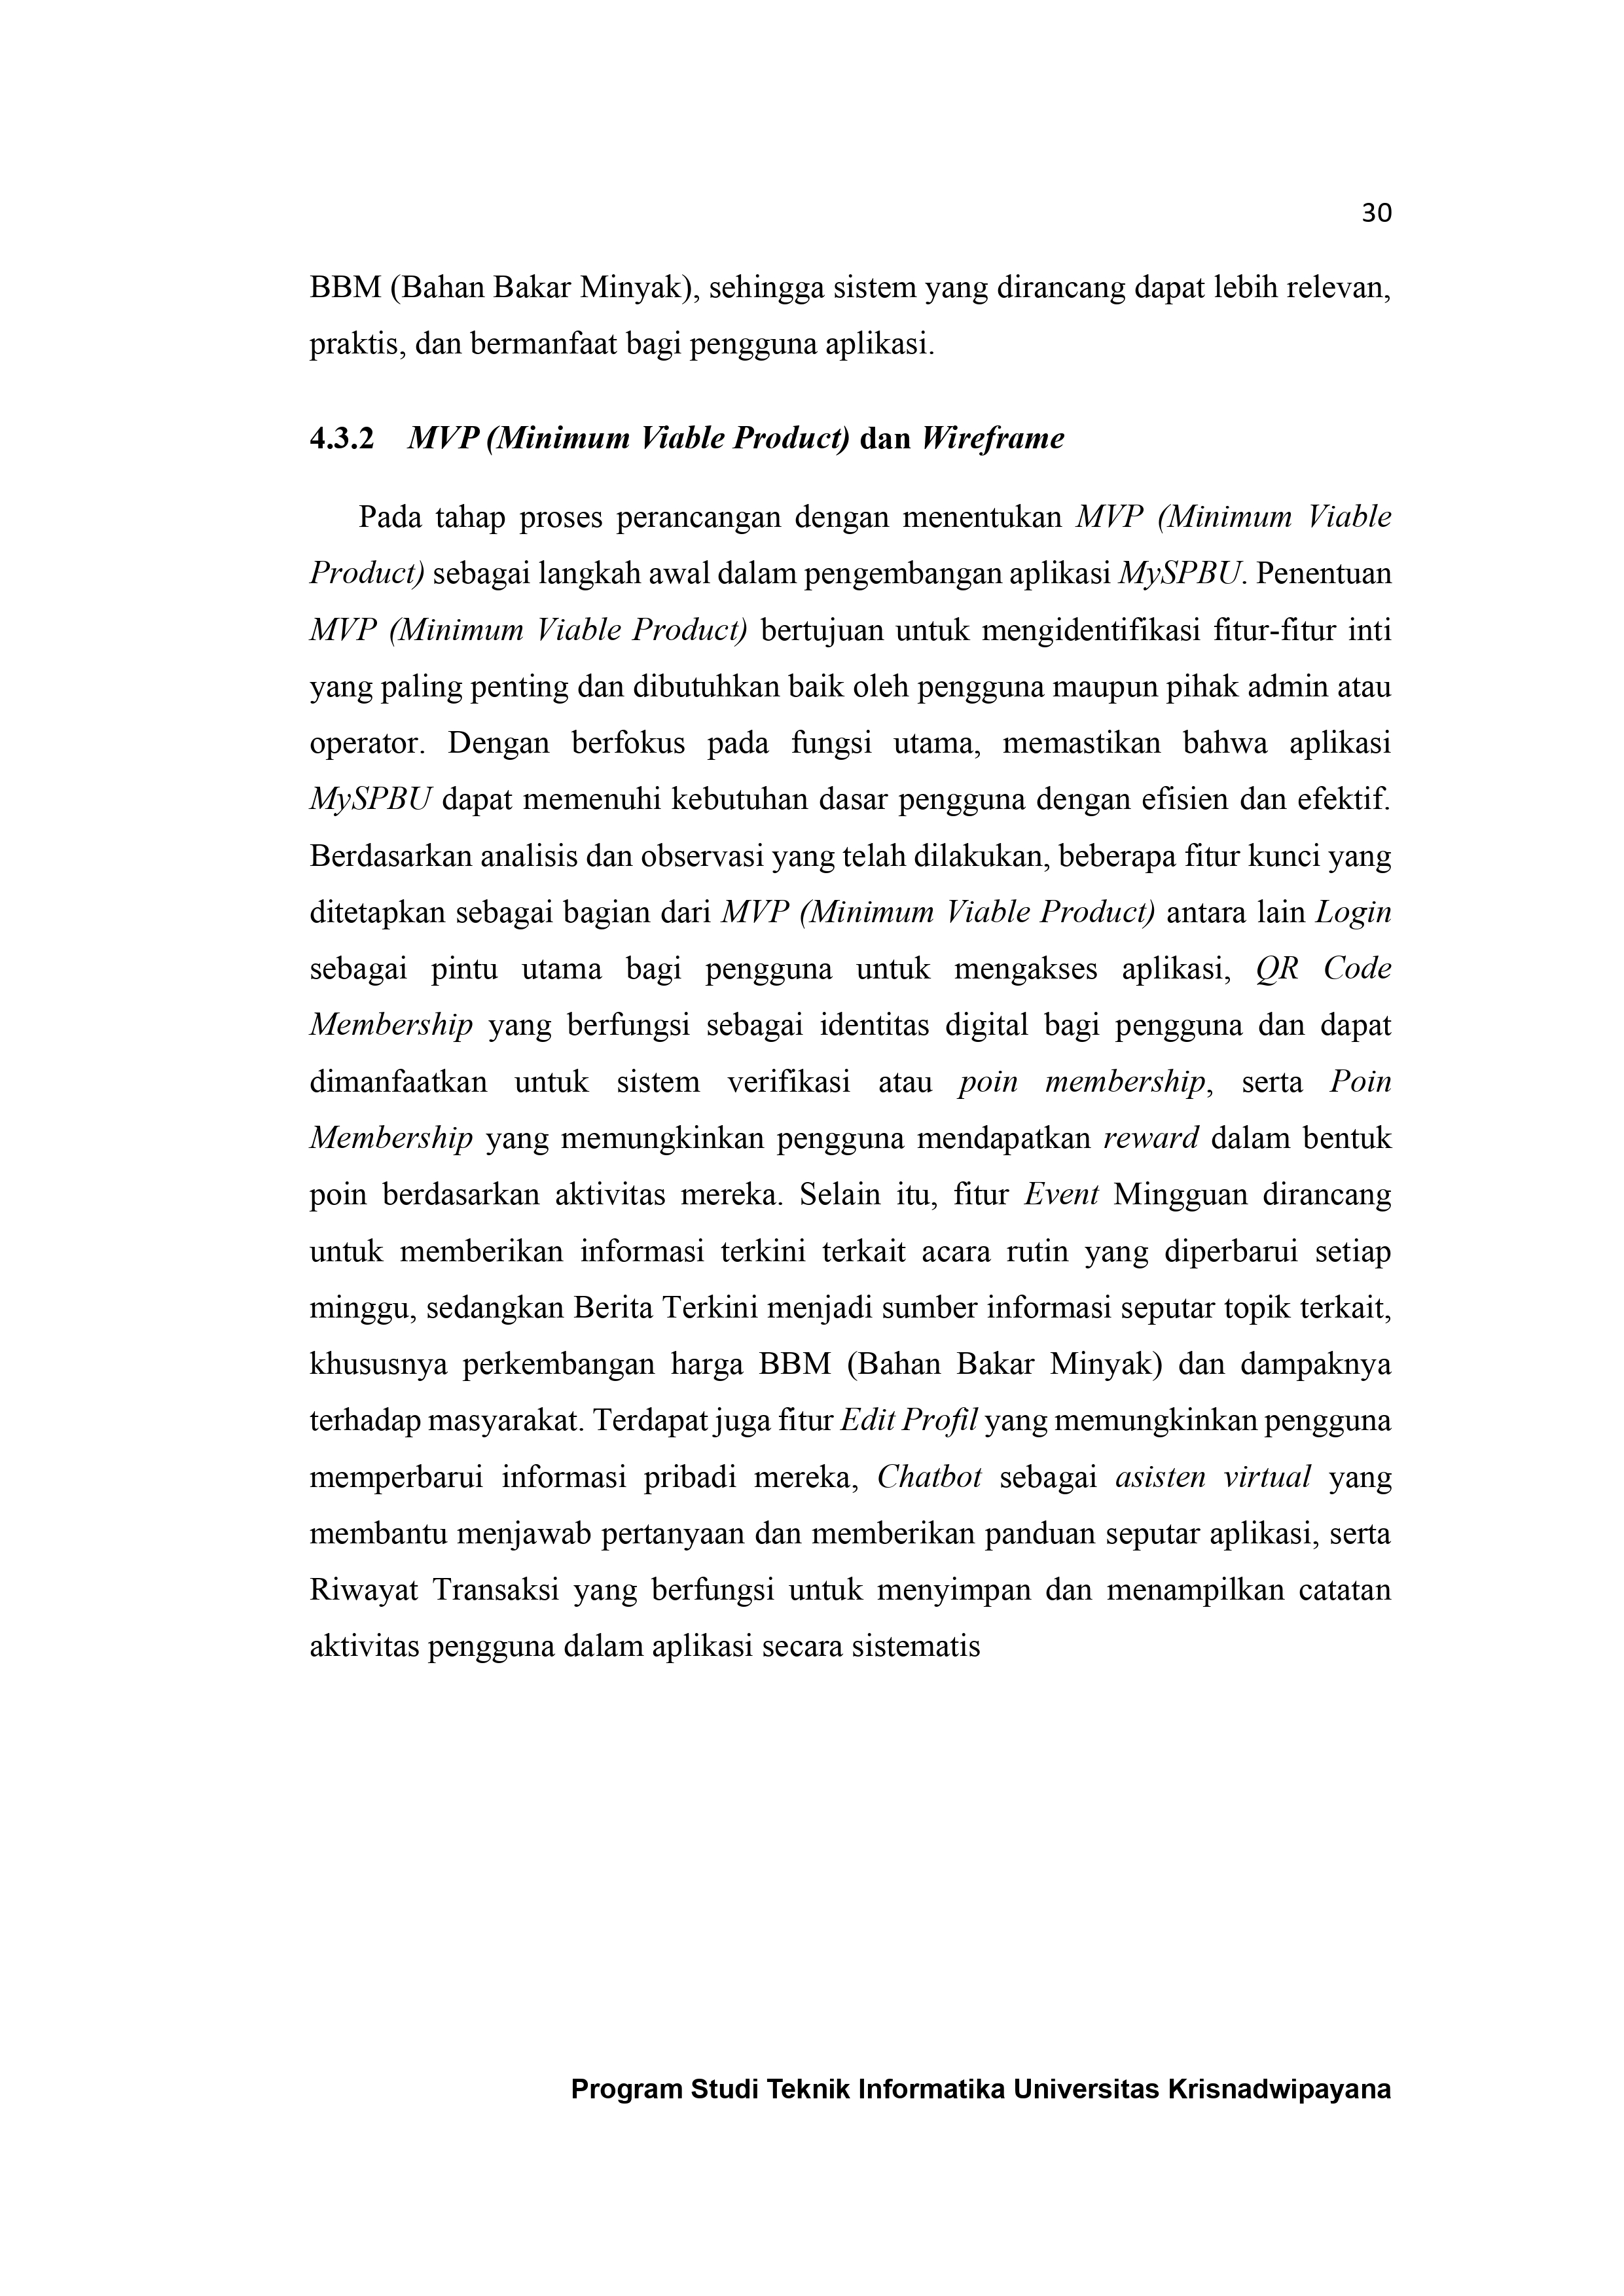 30
BBM (Bahan Bakar Minyak), sehingga sistem yang dirancang dapat lebih relevan,
praktis, dan bermanfaat bagi pengguna aplikasi.
4.3.2 MVP (Minimum Viable Product) dan Wireframe
Pada tahap proses perancangan dengan menentukan MVP (Minimum Viable
Product) sebagai langkah awal dalam pengembangan aplikasi MySPBU. Penentuan
MVP (Minimum Viable Product) bertujuan untuk mengidentifikasi fitur-fitur inti
yang paling penting dan dibutuhkan baik oleh pengguna maupun pihak admin atau
operator. Dengan berfokus pada fungsi utama, memastikan bahwa aplikasi
MySPBU dapat memenuhi kebutuhan dasar pengguna dengan efisien dan efektif.
Berdasarkan analisis dan observasi yang telah dilakukan, beberapa fitur kunci yang
ditetapkan sebagai bagian dari MVP (Minimum Viable Product) antara lain Login
sebagai pintu utama bagi pengguna untuk mengakses aplikasi, QR Code
Membership yang berfungsi sebagai identitas digital bagi pengguna dan dapat
dimanfaatkan untuk sistem verifikasi atau poin membership, serta Poin
Membership yang memungkinkan pengguna mendapatkan reward dalam bentuk
poin berdasarkan aktivitas mereka. Selain itu, fitur Event Mingguan dirancang
untuk memberikan informasi terkini terkait acara rutin yang diperbarui setiap
minggu, sedangkan Berita Terkini menjadi sumber informasi seputar topik terkait,
khususnya perkembangan harga BBM (Bahan Bakar Minyak) dan dampaknya
terhadap masyarakat. Terdapat juga fitur Edit Profil yang memungkinkan pengguna
memperbarui informasi pribadi mereka, Chatbot sebagai asisten virtual yang
membantu menjawab pertanyaan dan memberikan panduan seputar aplikasi, serta
Riwayat Transaksi yang berfungsi untuk menyimpan dan menampilkan catatan
aktivitas pengguna dalam aplikasi secara sistematis
Program Studi Teknik Informatika Universitas Krisnadwipayana